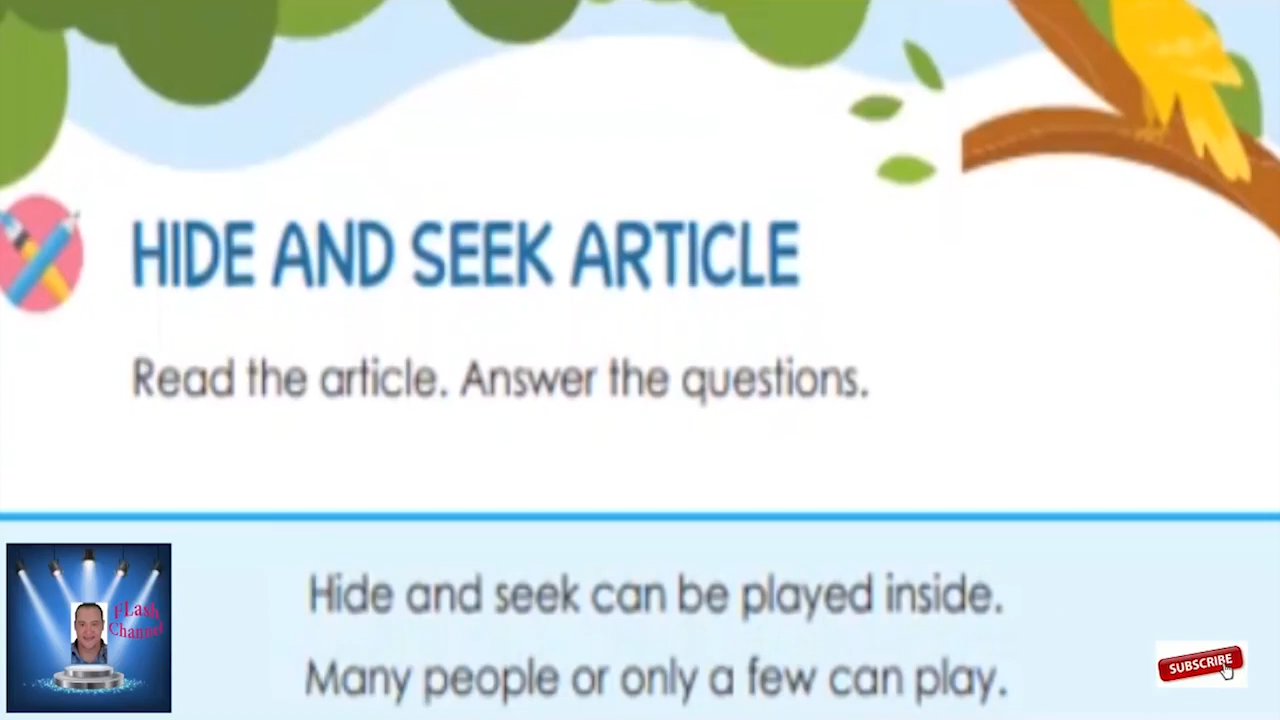 HIDE AND SEEK ARTICLE
Read the article. Answer the questions.
Hide and seek can be played inside.
Many people or only a few can play.
FLash
Channel
SUBSCRIBE